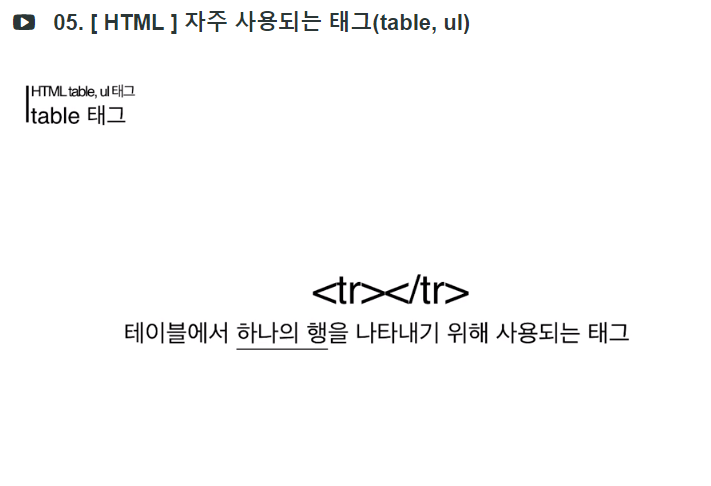 05. [ HTML ] 자주 사용되는 태그(table, ul)
HTML table, ul 태그
table 태그
<tr></tr>
테이블에서 하나의 행을 나타내기 위해 사용되는 태그